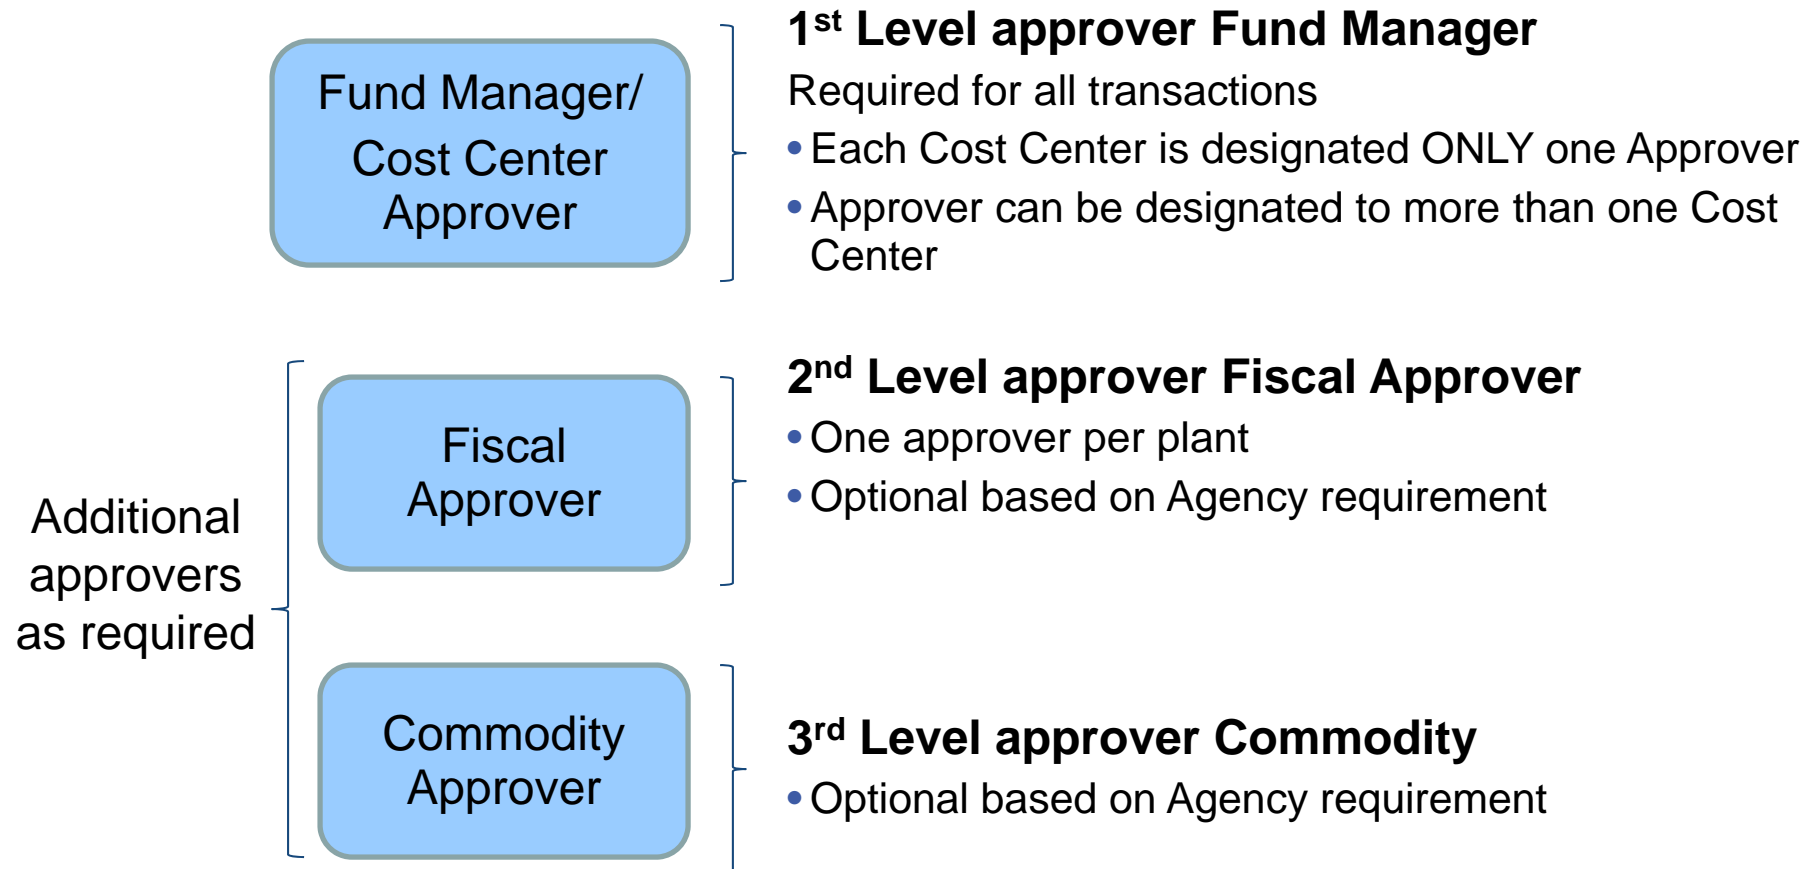 Fund Manager/
Cost Center
Approver
1st Level approver Fund Manager
Required for all transactions
• Each Cost Center is designated ONLY one Approver
• Approver can be designated to more than one Cost
Center
Additional
approvers
as required
Fiscal
Approver
2nd Level approver Fiscal Approver
• One approver per plant
• Optional based on Agency requirement
Commodity
Approver
3rd Level approver Commodity
• Optional based on Agency requirement